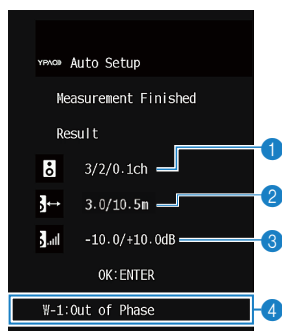 YPAO Auto Setup
Measurement Finished
Result
3/2/0.1ch
1
3.0/10.5m
2
-10.0/+10.0dB
3
OK:ENTER
W-1:Out of Phase
4